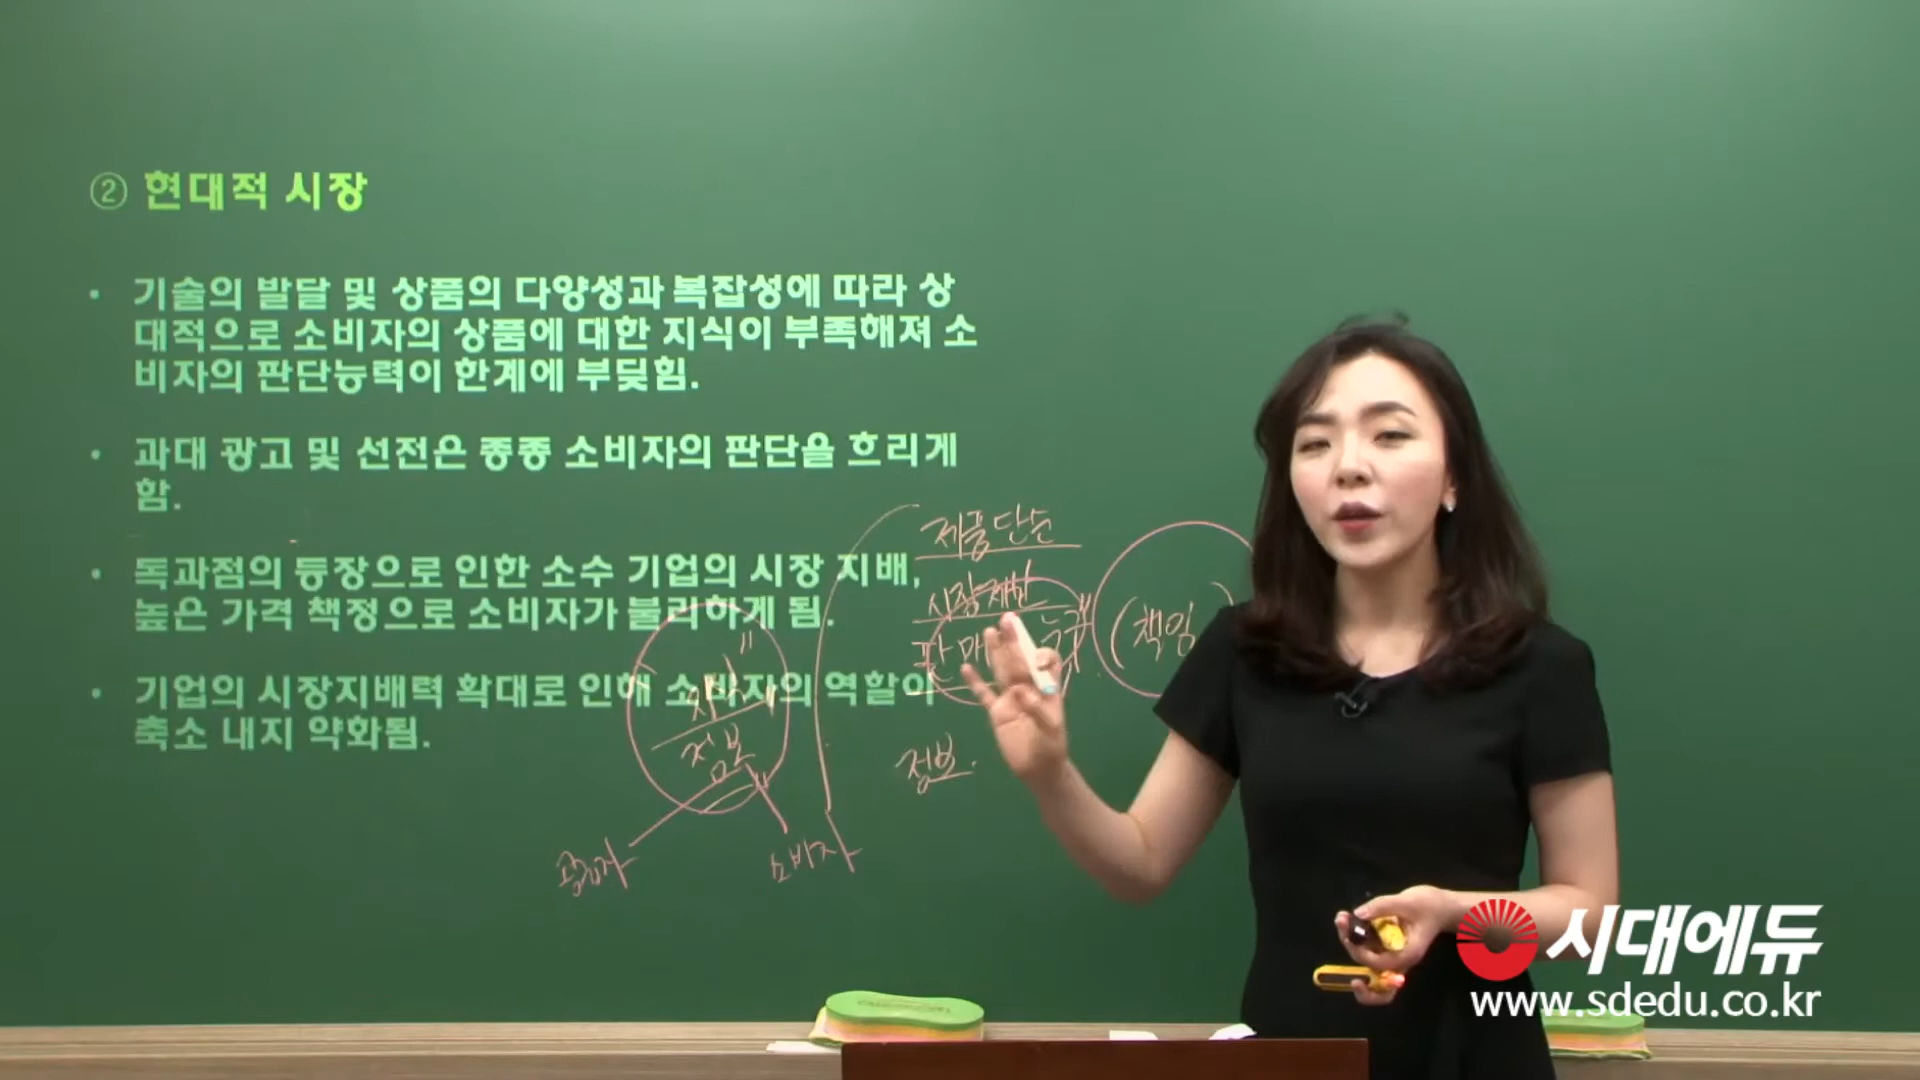 ② 현대적 시장
• 기술의 발달 및 상품의 다양성과 복잡성에 따라 상
대적으로 소비자의 상품에 대한 지식이 부족해져 소
비자의 판단능력이 한계에 부딪힘.
• 과대 광고 및 선전은 종종 소비자의 판단을 흐리게
함.
• 독과점의 등장으로 인한 소수 기업의 시장 지배,
높은 가격 책정으로 소비자가 불리하게 됨.
• 기업의 시장지배력 확대로 인해 소비자의 역할이
축소 내지 약화됨.
제품단순
시장제한
판매
(책임
지식
정보
정보.
공급자
소비자
시대에듀
www.sdedu.co.kr